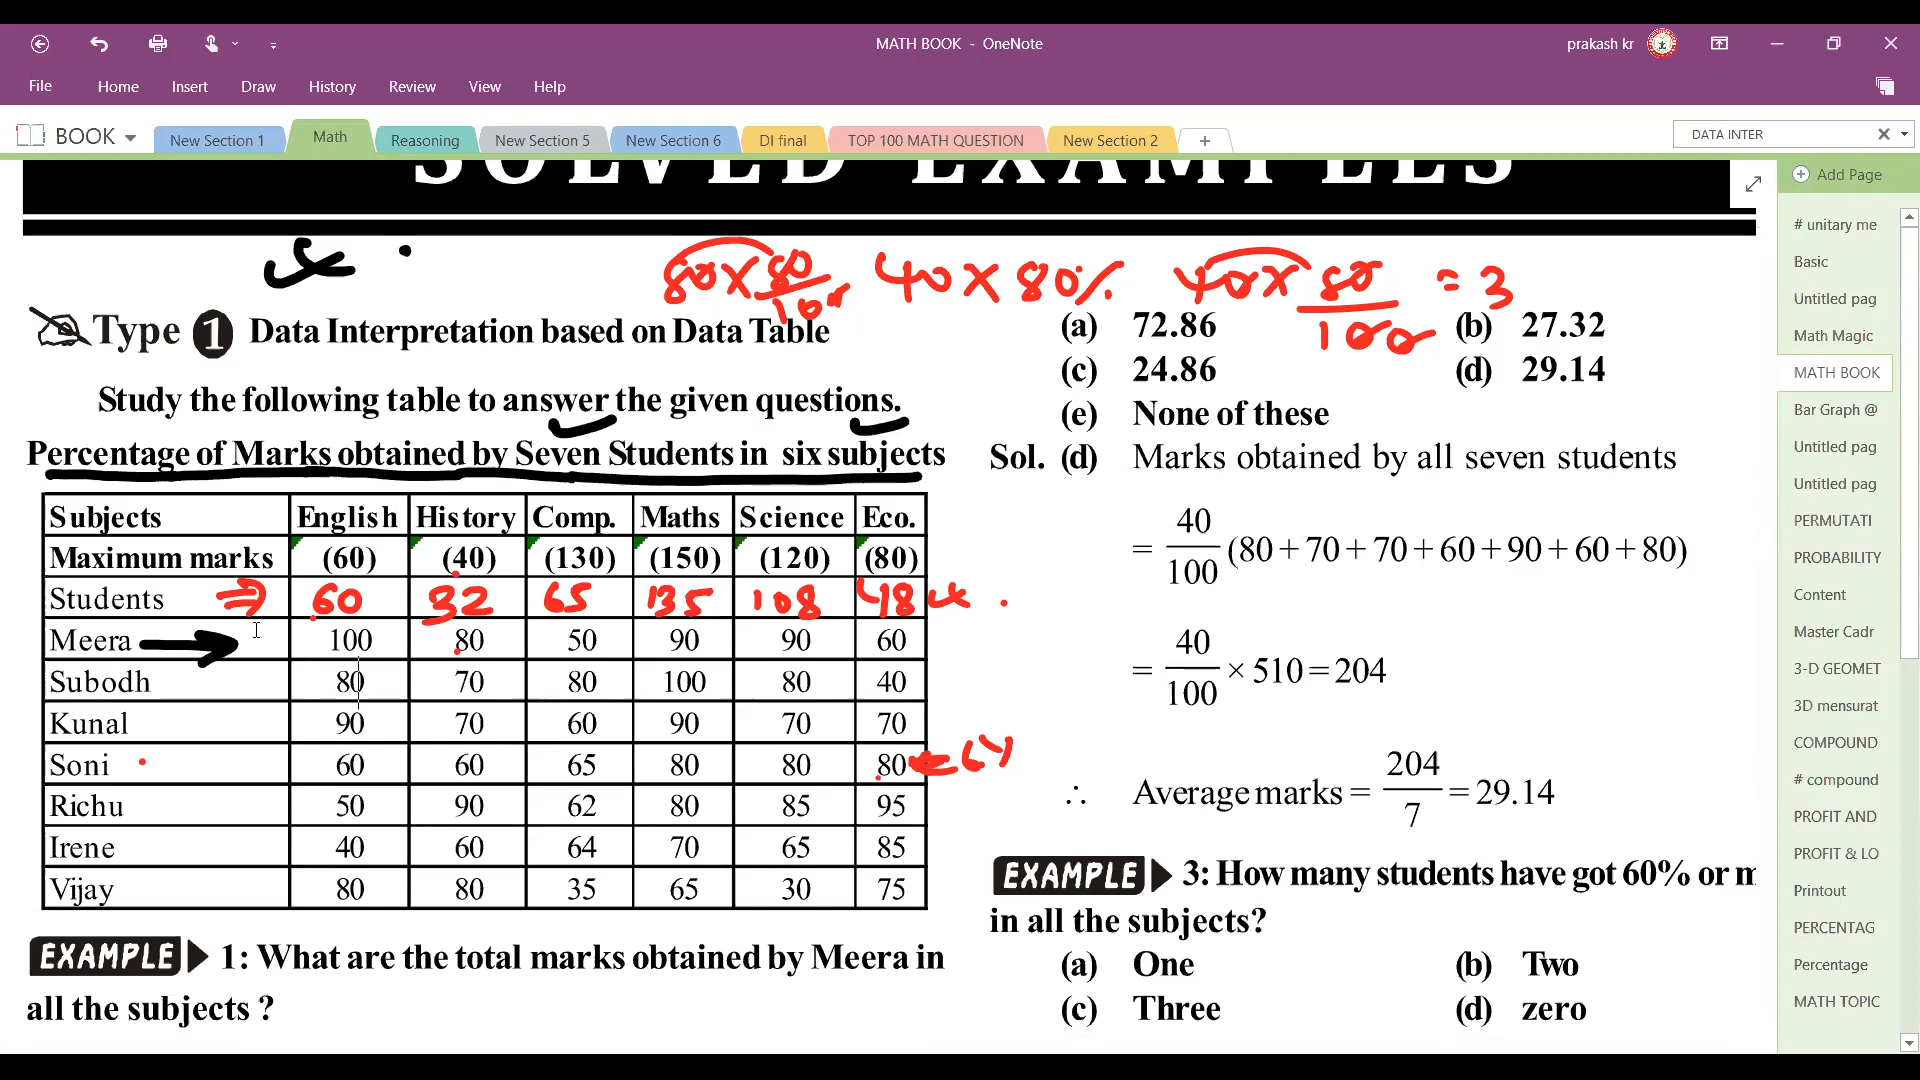 MATH BOOK - OneNote
prakash kr
File Home Insert Draw History Review View Help
BOOK New Section 1 Math Reasoning New Section 5 New Section 6 DI final TOP 100 MATH QUESTION New Section 2 +
DATA INTER
SOLVED EXAMPLES
80 × 80/100 40 × 80% 40 × 80/100 = 3
Type 1 Data Interpretation based on Data Table
Study the following table to answer the given questions.
Percentage of Marks obtained by Seven Students in six subjects
Subjects English History Comp. Maths Science Eco.
Maximum marks (60) (40) (130) (150) (120) (80)
Students ⇒ 60 32 65 135 108 48
Meera 100 80 50 90 90 60
Subodh 80 70 80 100 80 40
Kunal 90 70 60 90 70 70
Soni 60 60 65 80 80 80 64
Richu 50 90 62 80 85 95
Irene 40 60 64 70 65 85
Vijay 80 80 35 65 30 75
EXAMPLE 1: What are the total marks obtained by Meera in
all the subjects ?
(a) 72.86 (b) 27.32
(c) 24.86 (d) 29.14
(e) None of these
Sol. (d) Marks obtained by all seven students
= 40/100 (80+70+70+60+90+60+80)
= 40/100 × 510 = 204
∴ Average marks = 204/7 = 29.14
EXAMPLE 3: How many students have got 60% or m
in all the subjects?
(a) One (b) Two
(c) Three (d) zero
Add Page
# unitary me
Basic
Untitled pag
Math Magic
MATH BOOK
Bar Graph @
Untitled pag
Untitled pag
PERMUTATI
PROBABILITY
Content
Master Cadr
3-D GEOMET
3D mensurat
COMPOUND
# compound
PROFIT AND
PROFIT & LO
Printout
PERCENTAG
Percentage
MATH TOPIC